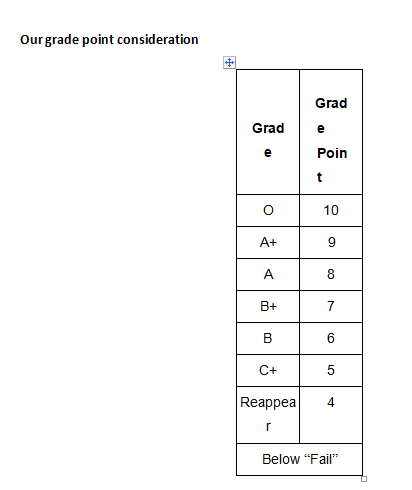 Our grade point consideration
Grad
e
Grad
e
Poin
t
O 10
A+ 9
A 8
B+ 7
B 6
C+ 5
Reappea 4
r
Below “Fail”